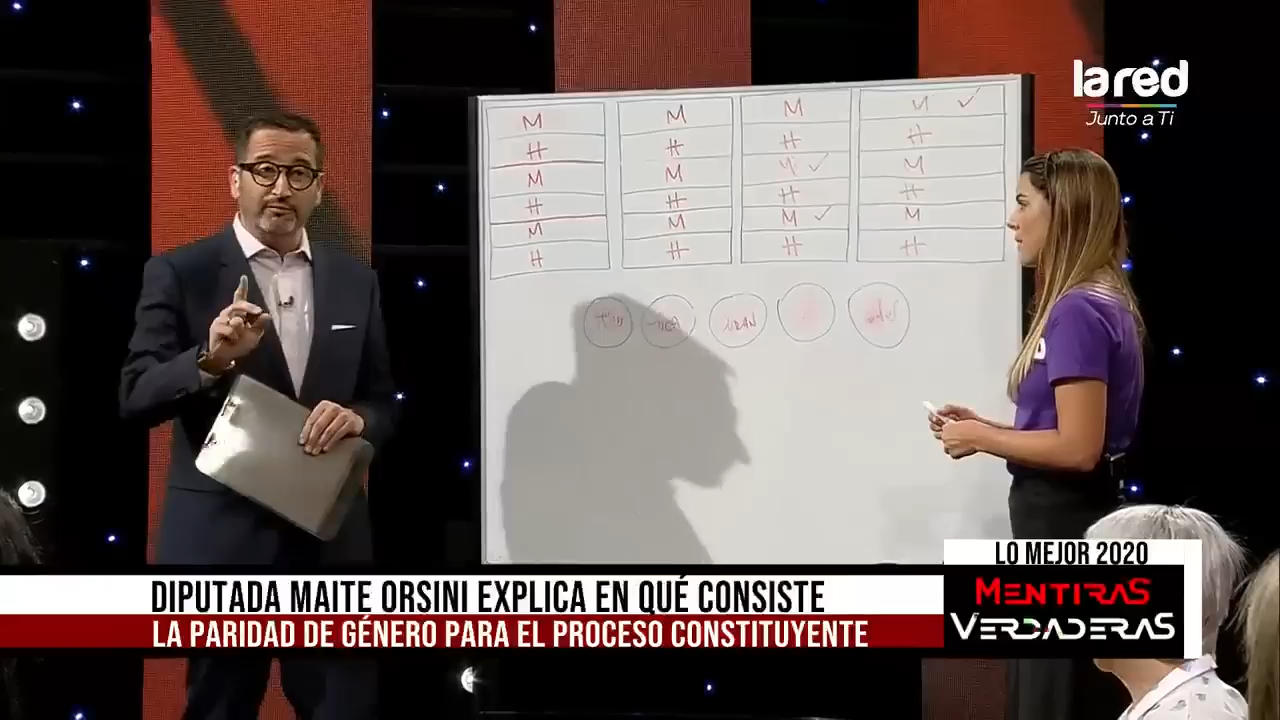 la red
Junto a Ti
M M M M ✓
H H H H
M M M ✓ M
H H H H
M M M ✓ M
H H H H
LO MEJOR 2020
MENTIRAS
VERDADERAS
DIPUTADA MAITE ORSINI EXPLICA EN QUÉ CONSISTE
LA PARIDAD DE GÉNERO PARA EL PROCESO CONSTITUYENTE